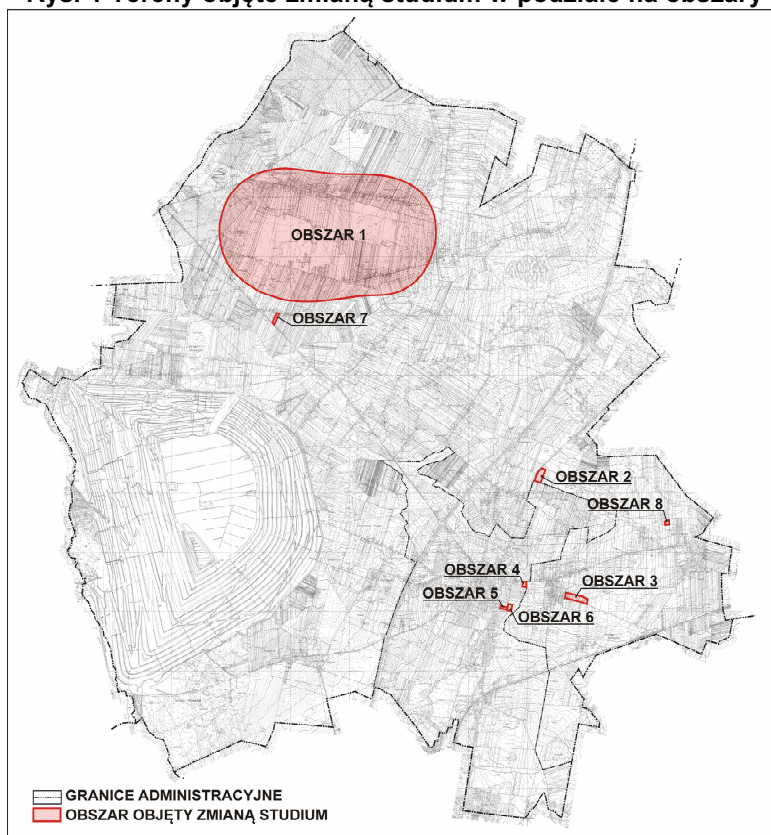 Rys. 1 Tereny objęte zmianą studium w podziale na obszary
OBSZAR 1
OBSZAR 7
OBSZAR 2
OBSZAR 8
OBSZAR 4
OBSZAR 3
OBSZAR 5
OBSZAR 6
GRANICE ADMINISTRACYJNE
OBSZAR OBJĘTY ZMIANĄ STUDIUM